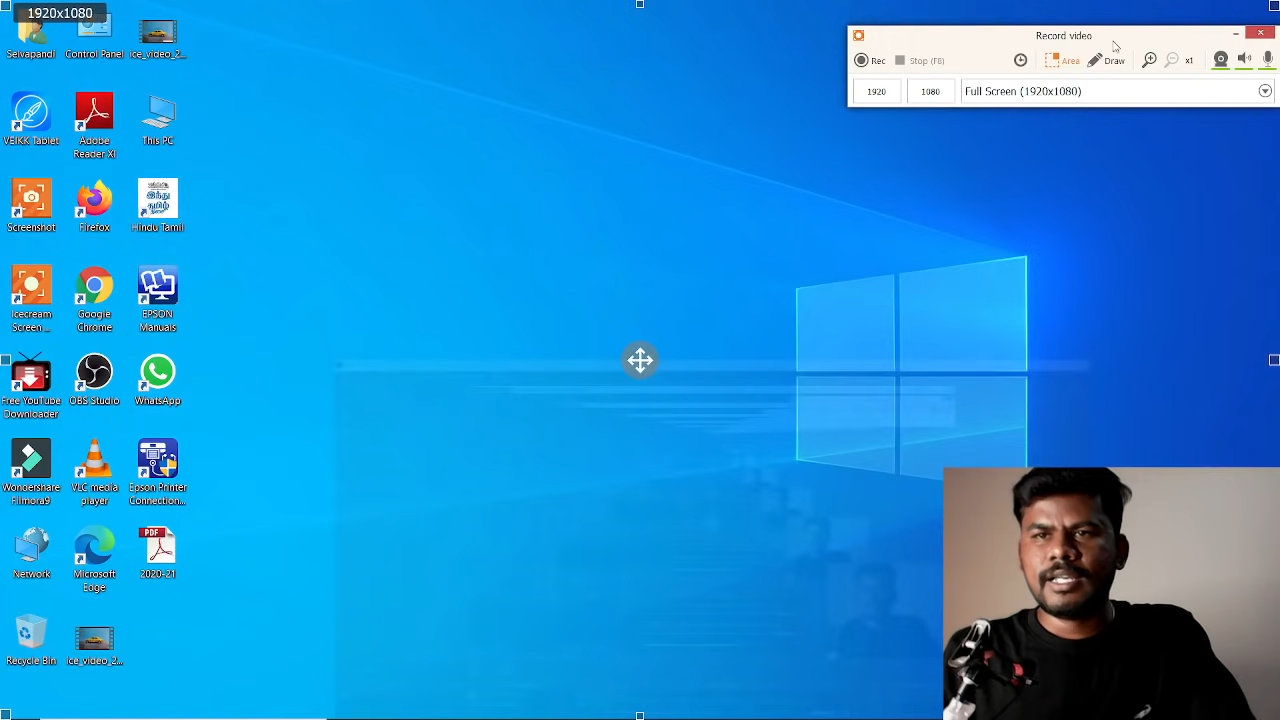 1920x1080
Selvapandi
Control Panel
ice_video_2...
Record video
Rec
Stop (F8)
Area
Draw
x1
1920
1080
Full Screen (1920x1080)
VEIKK Tablet
Adobe
Reader XI
This PC
Screenshot
Firefox
இந்து
தமிழ்
Hindu Tamil
Icecream
Screen ...
Google
Chrome
EPSON
Manuals
Free YouTube
Downloader
OBS Studio
WhatsApp
Wondershare
Filmora9
VLC media
player
Epson Printer
Connection...
Network
Microsoft
Edge
PDF
2020-21
Recycle Bin
ice_video_2...